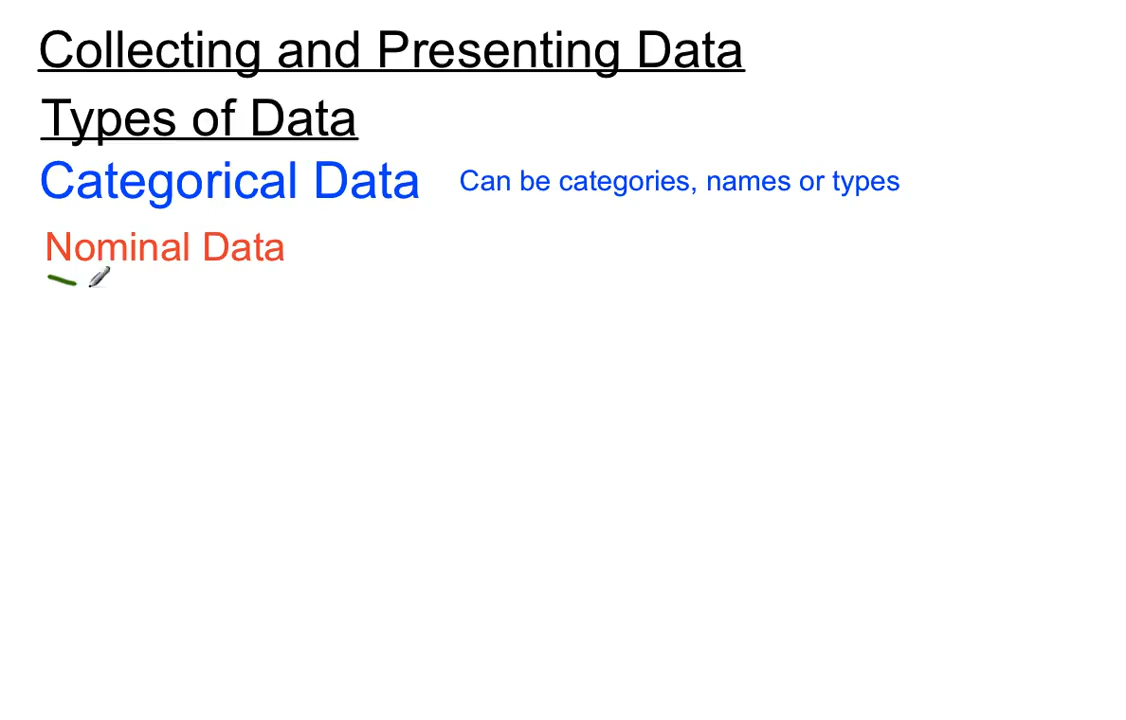 Collecting and Presenting Data
Types of Data
Categorical Data Can be categories, names or types
Nominal Data